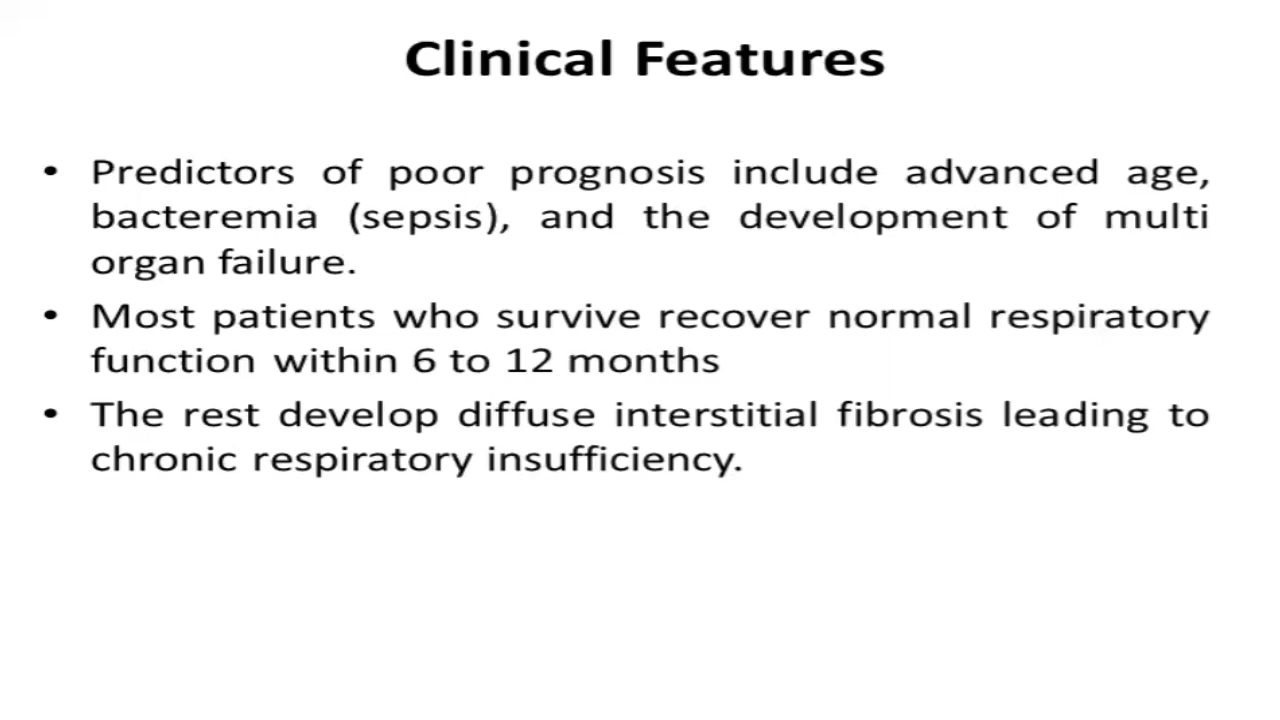 Clinical Features
• Predictors of poor prognosis include advanced age,
bacteremia (sepsis), and the development of multi
organ failure.
• Most patients who survive recover normal respiratory
function within 6 to 12 months
• The rest develop diffuse interstitial fibrosis leading to
chronic respiratory insufficiency.